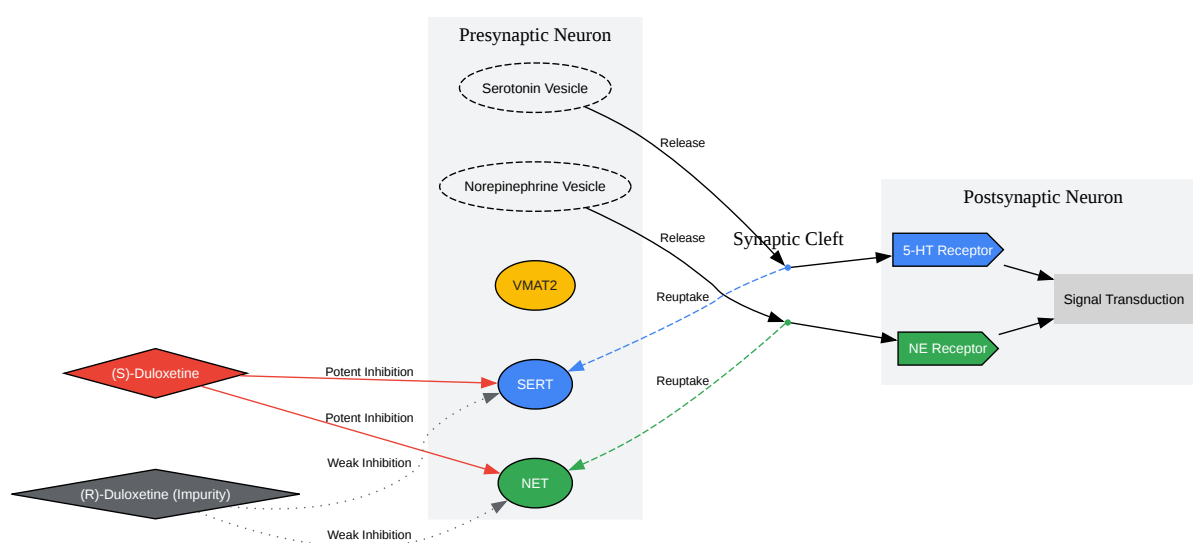 Presynaptic Neuron
Serotonin Vesicle
Release
Norepinephrine Vesicle
Postsynaptic Neuron
Release
Synaptic Cleft
5-HT Receptor
VMAT2
Reuptake
Signal Transduction
NE Receptor
(S)-Duloxetine
Potent Inhibition
SERT
Reuptake
Potent Inhibition
Weak Inhibition
(R)-Duloxetine (Impurity)
NET
Weak Inhibition